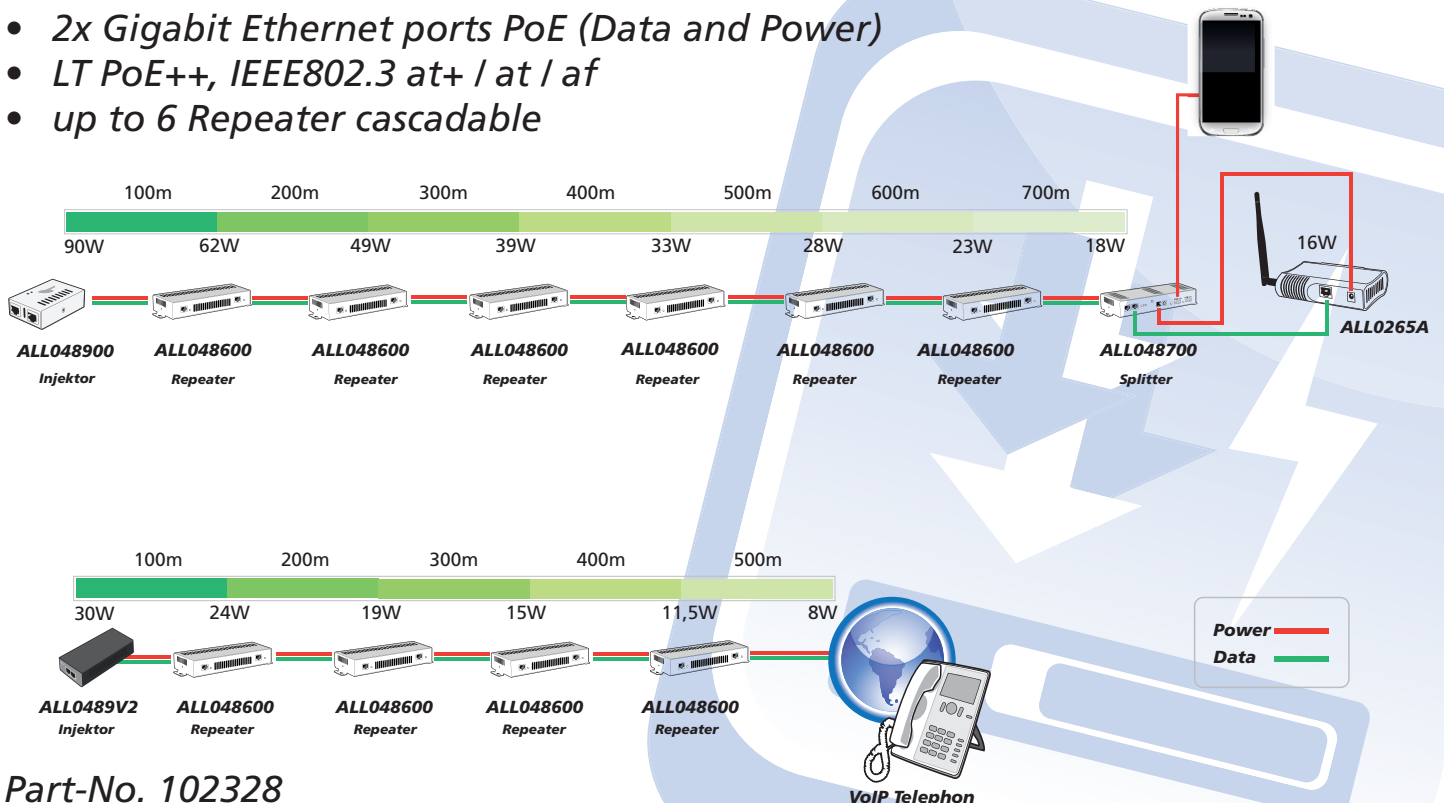 • 2x Gigabit Ethernet ports PoE (Data and Power)
• LT PoE++, IEEE802.3 at+ / at / af
• up to 6 Repeater cascadable
100m 200m 300m 400m 500m 600m 700m
90W 62W 49W 39W 33W 28W 23W 18W
16W
ALL0265A
ALL048900 ALL048600 ALL048600 ALL048600 ALL048600 ALL048600 ALL048600 ALL048700
Injektor Repeater Repeater Repeater Repeater Repeater Repeater Splitter
100m 200m 300m 400m 500m
30W 24W 19W 15W 11,5W 8W
Power
Data
ALL0489V2 ALL048600 ALL048600 ALL048600 ALL048600
Injektor Repeater Repeater Repeater Repeater
Part-No. 102328
VoIP Telephon